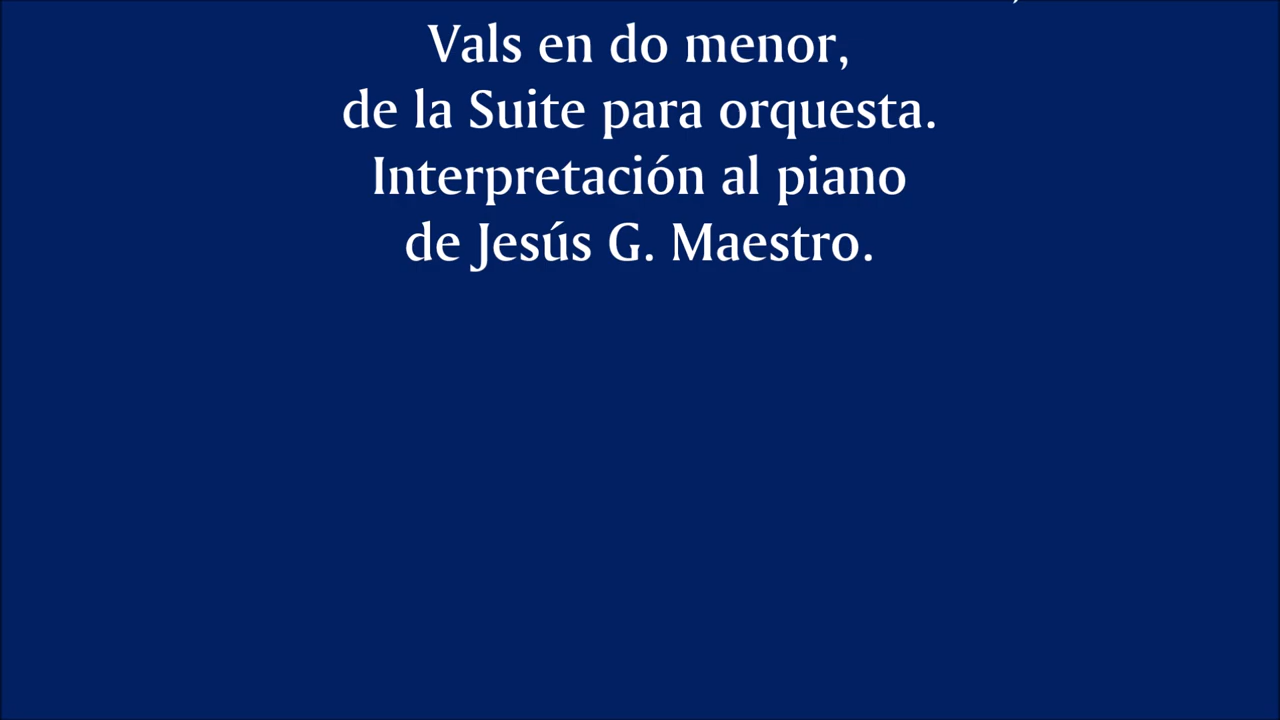 Vals en do menor,
de la Suite para orquesta.
Interpretación al piano
de Jesús G. Maestro.